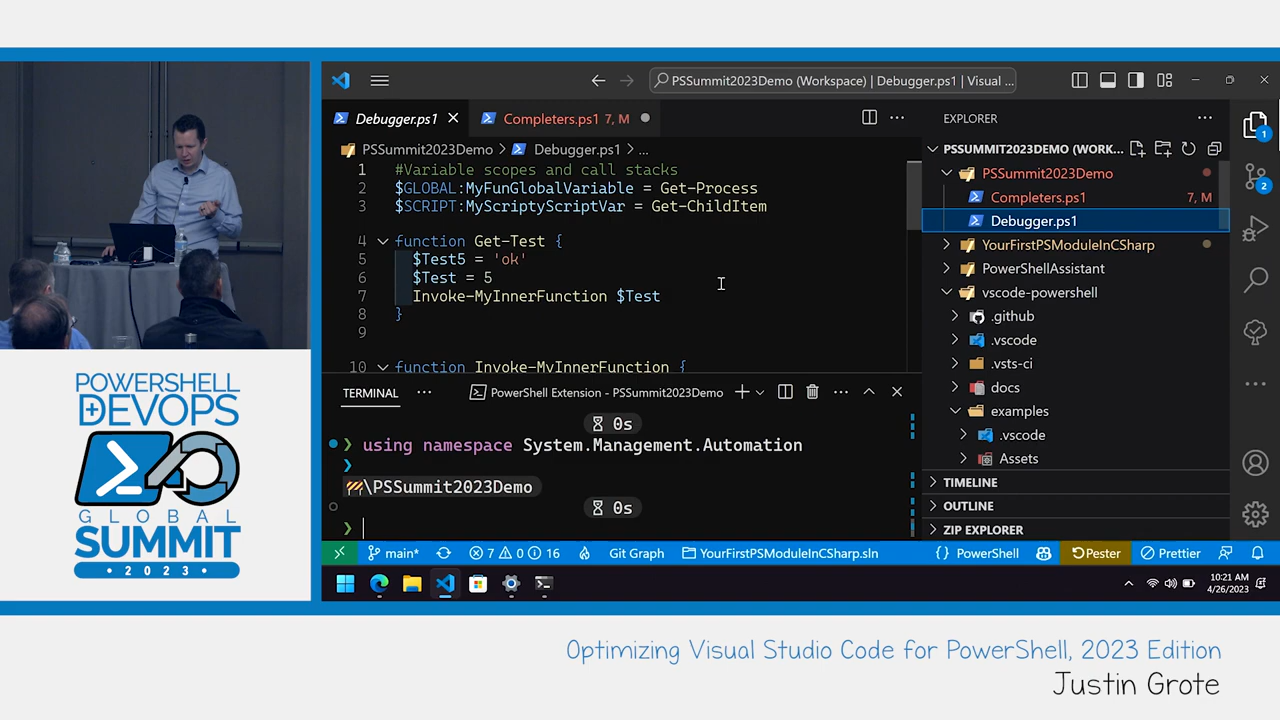 PSSummit2023Demo (Workspace) | Debugger.ps1 | Visual ...
Debugger.ps1
Completers.ps1 7, M
PSSummit2023Demo > Debugger.ps1 > ...
1 #Variable scopes and call stacks
2 $GLOBAL:MyFunGlobalVariable = Get-Process
3 $SCRIPT:MyScriptyScriptVar = Get-ChildItem
4 function Get-Test {
5 $Test5 = 'ok'
6 $Test = 5
7 Invoke-MyInnerFunction $Test
8 }
9
10 function Invoke-MyInnerFunction {
TERMINAL
PowerShell Extension - PSSummit2023Demo
0s
❯ using namespace System.Management.Automation
❯
\PSSummit2023Demo
0s
❯
EXPLORER
PSSUMMIT2023DEMO (WORK...
PSSummit2023Demo
Completers.ps1 7, M
Debugger.ps1
YourFirstPSModuleInCSharp
PowerShellAssistant
vscode-powershell
.github
.vscode
.vsts-ci
docs
examples
.vscode
Assets
TIMELINE
OUTLINE
ZIP EXPLORER
1
2
main* 7 0 16 Git Graph YourFirstPSModuleInCSharp.sln { } PowerShell Pester Prettier
10:21 AM
4/26/2023
POWERSHELL
+DEVOPS
GLOBAL
SUMMIT
• 2023 •
Optimizing Visual Studio Code for PowerShell, 2023 Edition
Justin Grote